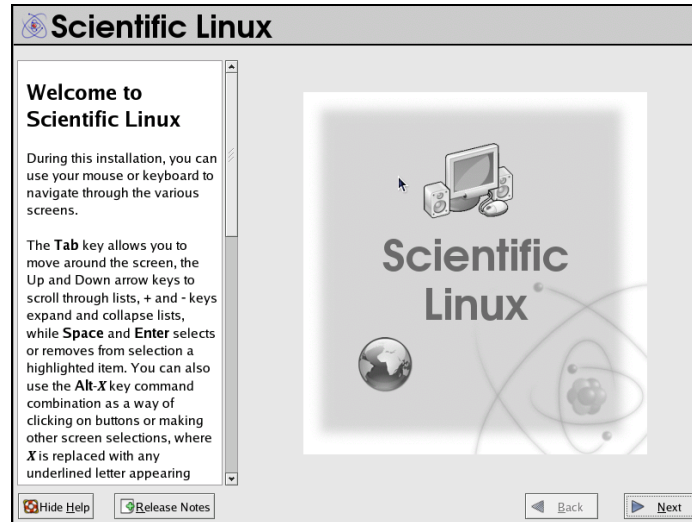 Scientific Linux
Welcome to
Scientific Linux
During this installation, you can
use your mouse or keyboard to
navigate through the various
screens.
The Tab key allows you to
move around the screen, the
Up and Down arrow keys to
scroll through lists, + and - keys
expand and collapse lists,
while Space and Enter selects
or removes from selection a
highlighted item. You can also
use the Alt-X key command
combination as a way of
clicking on buttons or making
other screen selections, where
X is replaced with any
underlined letter appearing
Scientific
Linux
Hide Help
Release Notes
Back
Next